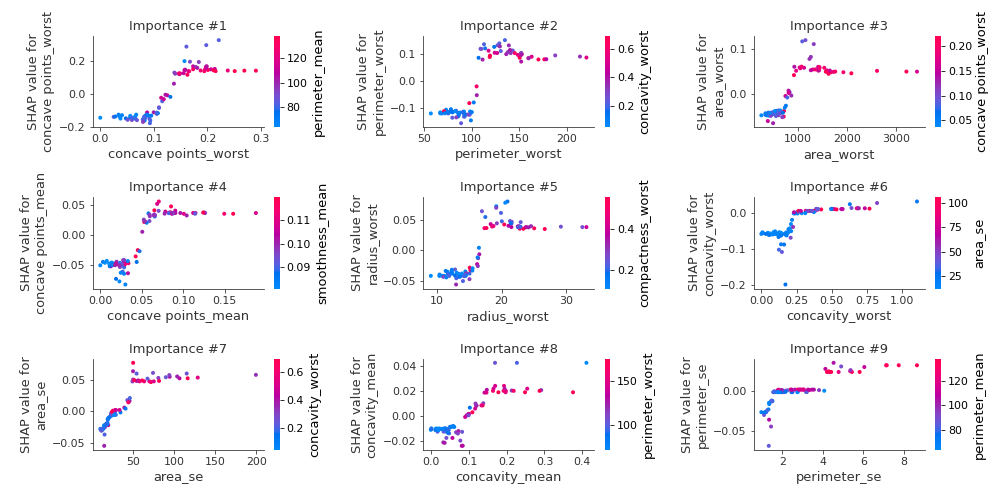 Importance #1
SHAP value for
concave points_worst
0.2
0.0
−0.2
0.0
0.1
0.2
0.3
concave points_worst
120
100
80
perimeter_mean
Importance #2
SHAP value for
perimeter_worst
0.1
0.0
−0.1
50
100
150
200
perimeter_worst
0.6
0.4
0.2
concavity_worst
Importance #3
SHAP value for
area_worst
0.1
0.0
1000
2000
3000
area_worst
0.20
0.15
0.10
0.05
concave points_worst
Importance #4
SHAP value for
concave points_mean
0.05
0.00
−0.05
0.00
0.05
0.10
0.15
concave points_mean
0.11
0.10
0.09
smoothness_mean
Importance #5
SHAP value for
radius_worst
0.05
0.00
−0.05
10
20
30
radius_worst
0.4
0.2
compactness_worst
Importance #6
SHAP value for
concavity_worst
0.0
−0.1
−0.2
0.00
0.25
0.50
0.75
1.00
concavity_worst
100
75
50
25
area_se
Importance #7
SHAP value for
area_se
0.05
0.00
−0.05
50
100
150
200
area_se
0.6
0.4
0.2
concavity_worst
Importance #8
SHAP value for
concavity_mean
0.04
0.02
0.00
−0.02
0.0
0.1
0.2
0.3
0.4
concavity_mean
150
100
perimeter_worst
Importance #9
SHAP value for
perimeter_se
0.00
−0.05
2
4
6
8
perimeter_se
120
100
80
perimeter_mean